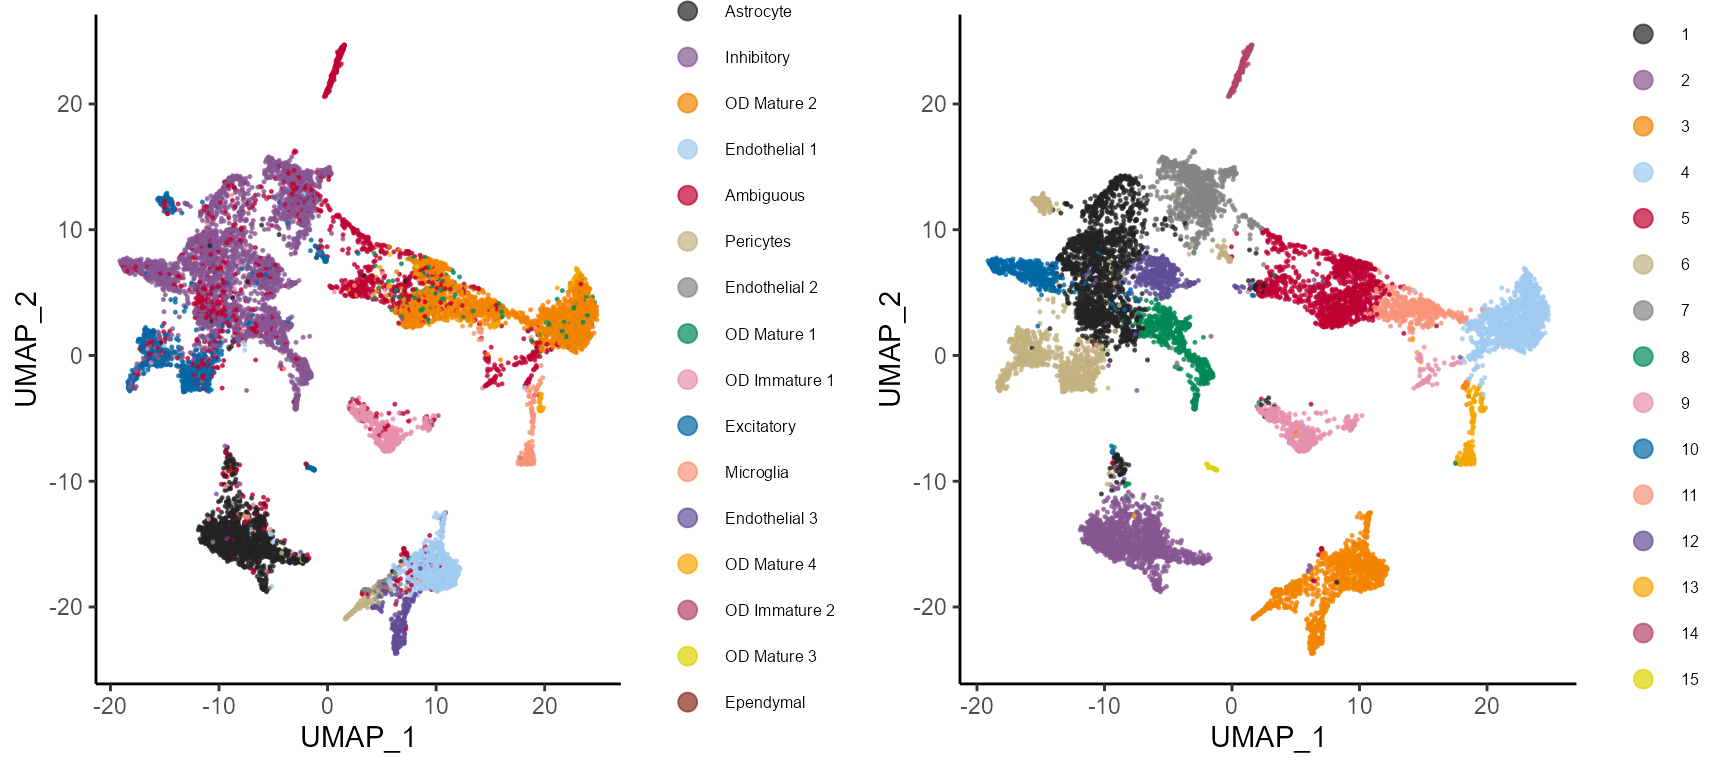 20
10
0
-10
-20
UMAP_2
-20
-10
0
10
20
UMAP_1
Astrocyte
Inhibitory
OD Mature 2
Endothelial 1
Ambiguous
Pericytes
Endothelial 2
OD Mature 1
OD Immature 1
Excitatory
Microglia
Endothelial 3
OD Mature 4
OD Immature 2
OD Mature 3
Ependymal
20
10
0
-10
-20
UMAP_2
-20
-10
0
10
20
UMAP_1
1
2
3
4
5
6
7
8
9
10
11
12
13
14
15